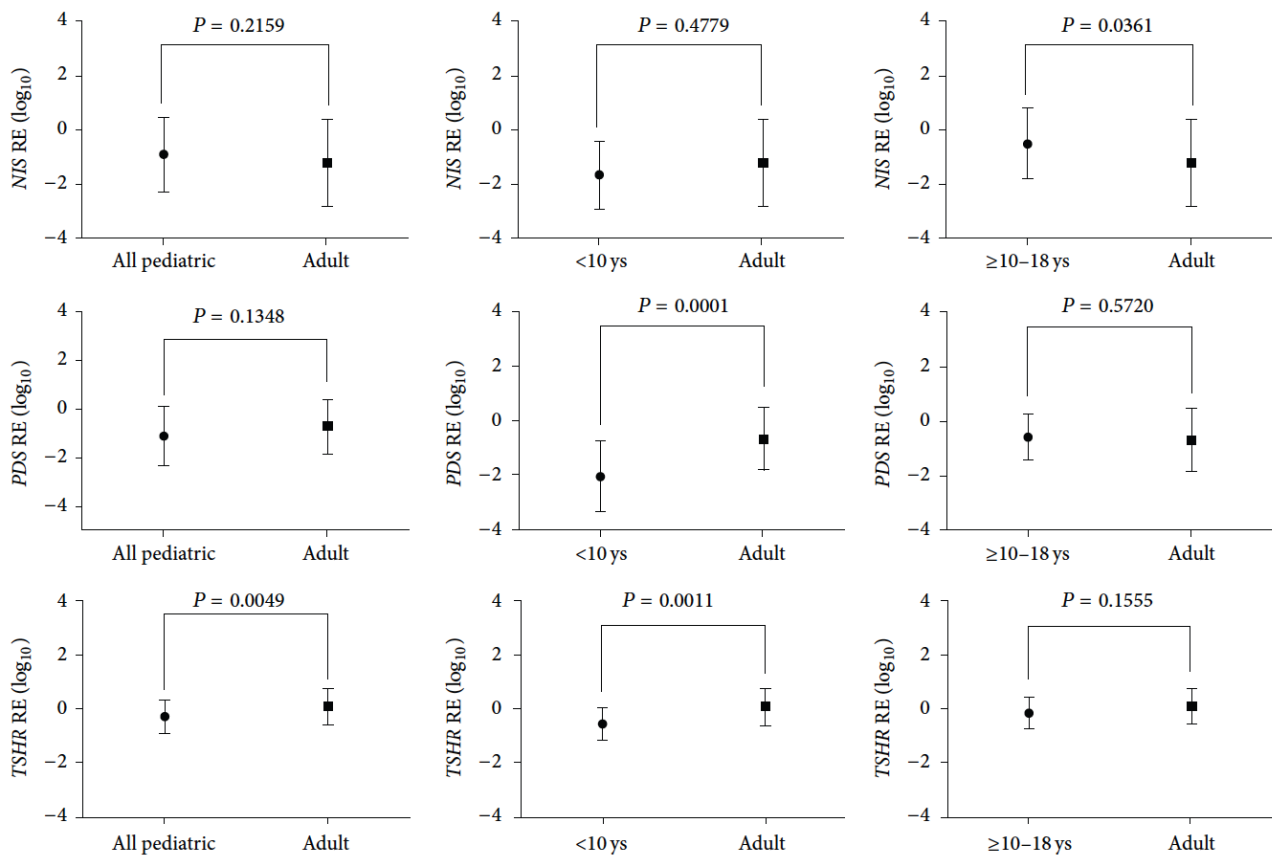 P = 0.2159
NIS RE (log10)
4
2
0
−2
−4
All pediatric
Adult
P = 0.4779
NIS RE (log10)
4
2
0
−2
−4
<10 ys
Adult
P = 0.0361
NIS RE (log10)
4
2
0
−2
−4
≥10–18 ys
Adult
P = 0.1348
PDS RE (log10)
4
2
0
−2
−4
All pediatric
Adult
P = 0.0001
PDS RE (log10)
4
2
0
−2
−4
<10 ys
Adult
P = 0.5720
PDS RE (log10)
4
2
0
−2
−4
≥10–18 ys
Adult
P = 0.0049
TSHR RE (log10)
4
2
0
−2
−4
All pediatric
Adult
P = 0.0011
TSHR RE (log10)
4
2
0
−2
−4
<10 ys
Adult
P = 0.1555
TSHR RE (log10)
4
2
0
−2
−4
≥10–18 ys
Adult